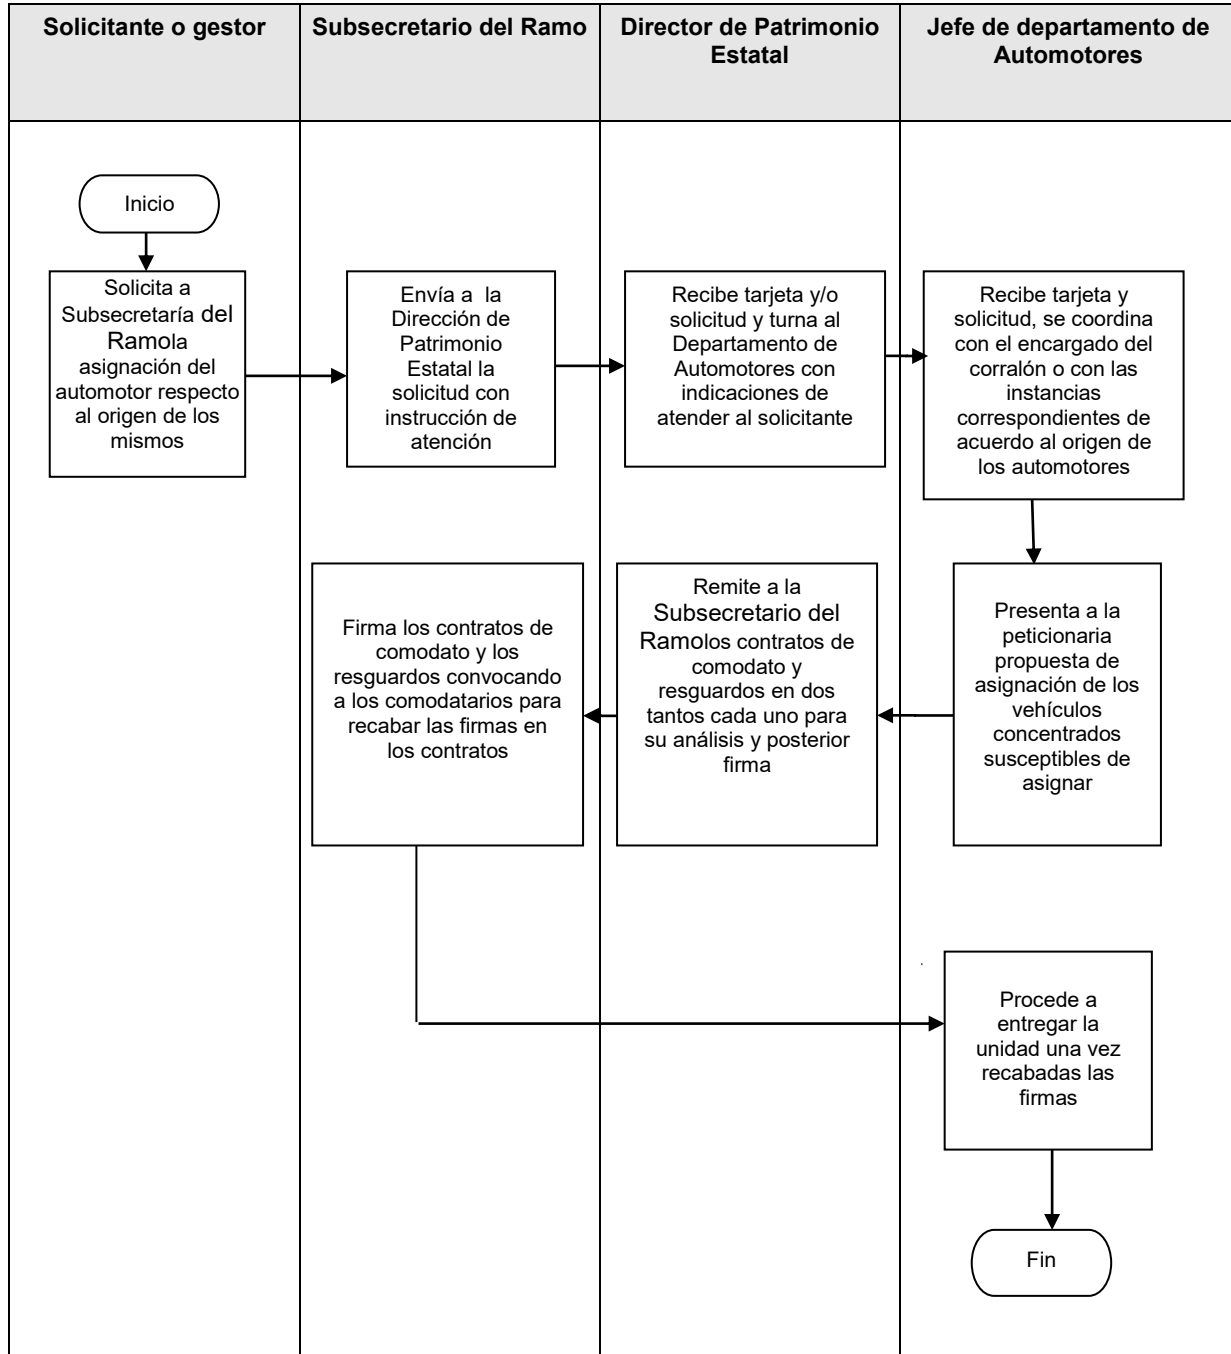 Solicitante o gestor
Subsecretario del Ramo
Director de Patrimonio
Estatal
Jefe de departamento de
Automotores
Inicio
Solicita a
Subsecretaría del
Ramola
asignación del
automotor respecto
al origen de los
mismos
Envía a la
Dirección de
Patrimonio
Estatal la
solicitud con
instrucción de
atención
Recibe tarjeta y/o
solicitud y turna al
Departamento de
Automotores con
indicaciones de
atender al solicitante
Recibe tarjeta y
solicitud, se coordina
con el encargado del
corralón o con las
instancias
correspondientes de
acuerdo al origen de
los automotores
Firma los contratos de
comodato y los
resguardos convocando
a los comodatarios para
recabar las firmas en
los contratos
Remite a la
Subsecretario del
Ramolos contratos de
comodato y
resguardos en dos
tantos cada uno para
su análisis y posterior
firma
Presenta a la
peticionaria
propuesta de
asignación de los
vehículos
concentrados
susceptibles de
asignar
Procede a
entregar la
unidad una vez
recabadas las
firmas
Fin